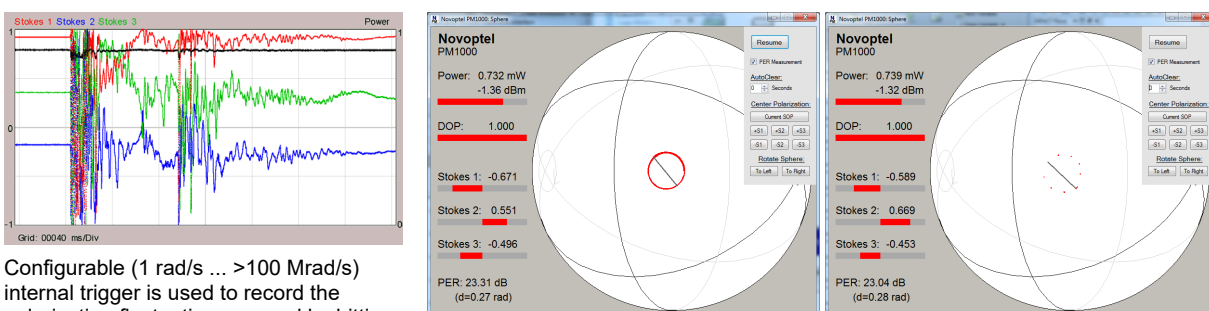 Stokes 1 Stokes 2 Stokes 3 Power
1 1
0
-1 0
Grid: 00040 ms/Div
Configurable (1 rad/s ... >100 Mrad/s)
internal trigger is used to record the
Novoptel PM1000: Sphere
Novoptel
PM1000
Power: 0.732 mW
-1.36 dBm
DOP: 1.000
Stokes 1: -0.671
Stokes 2: 0.551
Stokes 3: -0.496
PER: 23.31 dB
(d=0.27 rad)
Resume
PER Measurement
AutoClear:
0 Seconds
Center Polarization:
Current SOP
+S1 +S2 +S3
-S1 -S2 -S3
Rotate Sphere:
To Left To Right
Novoptel PM1000: Sphere
Novoptel
PM1000
Power: 0.739 mW
-1.32 dBm
DOP: 1.000
Stokes 1: -0.589
Stokes 2: 0.669
Stokes 3: -0.453
PER: 23.04 dB
(d=0.28 rad)
Resume
PER Measurement
AutoClear:
Seconds
Center Polarization:
Current SOP
+S1 +S2 +S3
-S1 -S2 -S3
Rotate Sphere:
To Left To Right